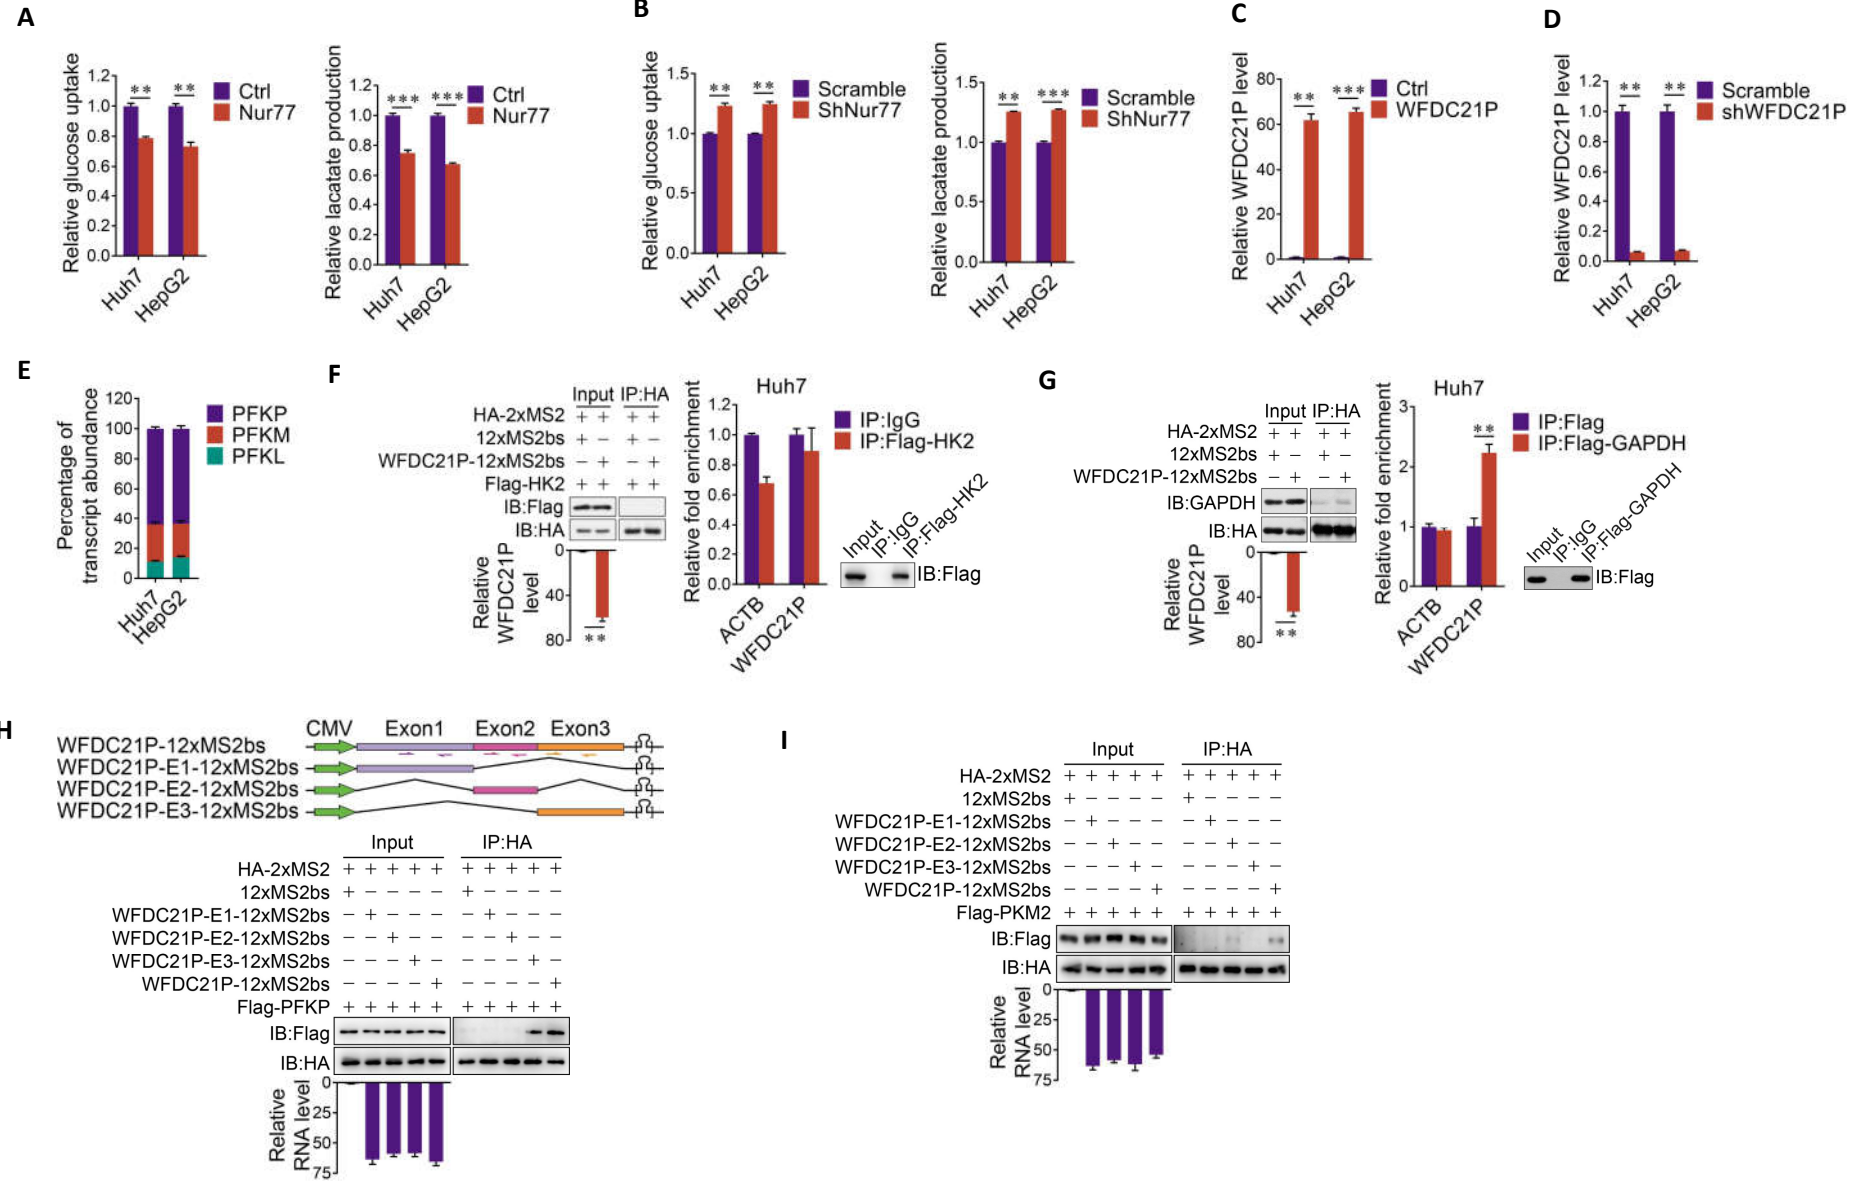 A
Relative glucose uptake
1.2
1.0
0.8
0.6
0.4
0.2
0.0
**
**
Ctrl
Nur77
Huh7
HepG2
Relative lacatate production
1.2
1.0
0.8
0.6
0.4
0.2
0.0
***
***
Ctrl
Nur77
Huh7
HepG2
B
Relative glucose uptake
1.5
1.0
0.5
0.0
**
**
Scramble
ShNur77
Huh7
HepG2
Relative lacatate production
1.5
1.0
0.5
0.0
**
***
Scramble
ShNur77
Huh7
HepG2
C
Relative WFDC21P level
80
60
40
20
0
**
***
Ctrl
WFDC21P
Huh7
HepG2
D
Relative WFDC21P level
1.2
1.0
0.8
0.6
0.4
0.2
0.0
**
**
Scramble
shWFDC21P
Huh7
HepG2
E
Percentage of
transcript abundance
120
100
80
60
40
20
0
PFKP
PFKM
PFKL
Huh7
HepG2
F
Input IP:HA
HA-2xMS2 + + + +
12xMS2bs + − + −
WFDC21P-12xMS2bs − + − +
Flag-HK2 + + + +
IB:Flag
IB:HA
Relative
WFDC21P
level
0
40
80
**
Huh7
Relative fold enrichment
1.2
1.0
0.8
0.6
0.4
0.2
0.0
IP:IgG
IP:Flag-HK2
ACTB
WFDC21P
Input
IP:IgG
IP:Flag-HK2
IB:Flag
G
Input IP:HA
HA-2xMS2 + + + +
12xMS2bs + − + −
WFDC21P-12xMS2bs − + − +
IB:GAPDH
IB:HA
Relative
WFDC21P
level
0
40
80
**
Huh7
Relative fold enrichment
3
2
1
0
**
IP:Flag
IP:Flag-GAPDH
ACTB
WFDC21P
Input
IP:IgG
IP:Flag-GAPDH
IB:Flag
H
CMV Exon1 Exon2 Exon3
WFDC21P-12xMS2bs
WFDC21P-E1-12xMS2bs
WFDC21P-E2-12xMS2bs
WFDC21P-E3-12xMS2bs
Input IP:HA
HA-2xMS2 + + + + + + + + + +
12xMS2bs + − − − − + − − − −
WFDC21P-E1-12xMS2bs − + − − − − + − − −
WFDC21P-E2-12xMS2bs − − + − − − − + − −
WFDC21P-E3-12xMS2bs − − − + − − − − + −
WFDC21P-12xMS2bs − − − − + − − − − +
Flag-PFKP + + + + + + + + + +
IB:Flag
IB:HA
Relative
RNA level
0
25
50
75
I
Input IP:HA
HA-2xMS2 + + + + + + + + + +
12xMS2bs + − − − − + − − − −
WFDC21P-E1-12xMS2bs − + − − − − + − − −
WFDC21P-E2-12xMS2bs − − + − − − − + − −
WFDC21P-E3-12xMS2bs − − − + − − − − + −
WFDC21P-12xMS2bs − − − − + − − − − +
Flag-PKM2 + + + + + + + + + +
IB:Flag
IB:HA
Relative
RNA level
0
25
50
75